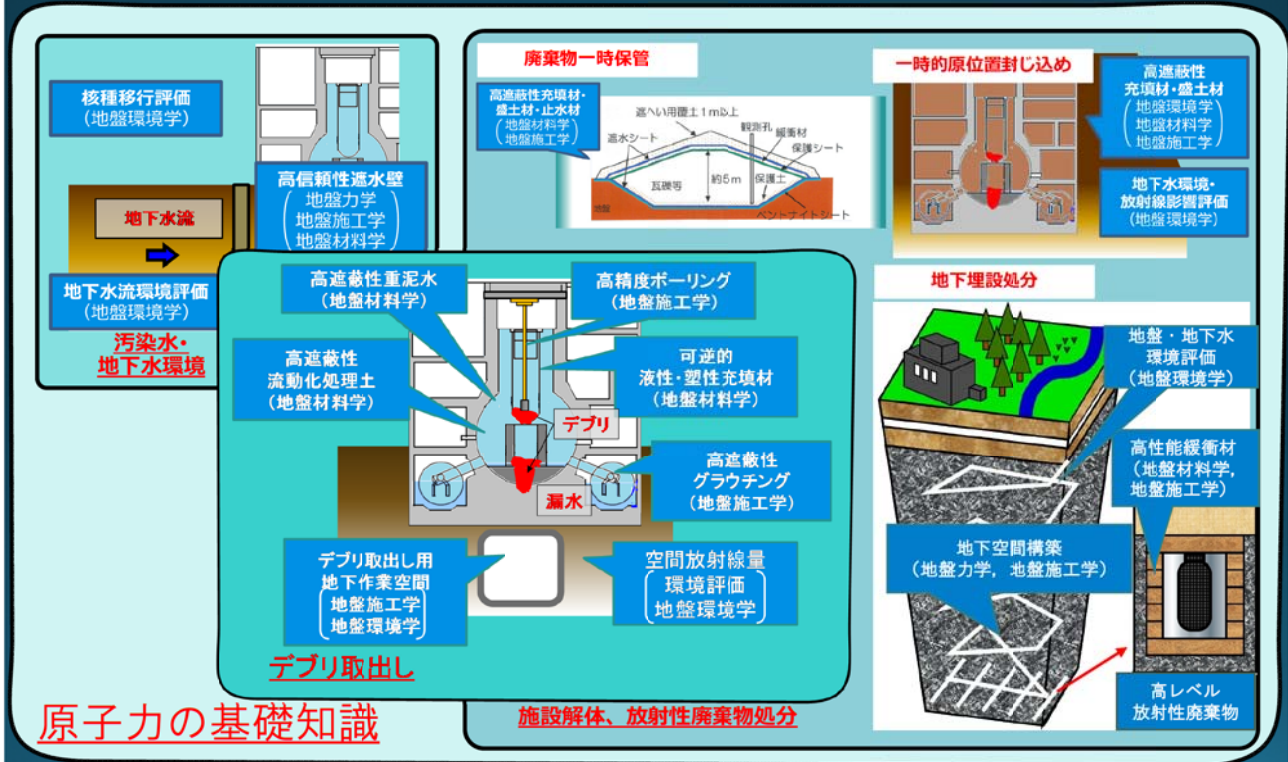 核種移行評価
(地盤環境学)
高信頼性遮水壁
地盤力学
地盤施工学
地盤材料学
地下水流
地下水流環境評価
(地盤環境学)
汚染水・
地下水環境
高遮蔽性重泥水
(地盤材料学)
高精度ボーリング
(地盤施工学)
高遮蔽性
流動化処理土
(地盤材料学)
可逆的
液性・塑性充填材
(地盤材料学)
デブリ
高遮蔽性
グラウチング
(地盤施工学)
漏水
デブリ取出し用
地下作業空間
地盤施工学
地盤環境学
空間放射線量
環境評価
地盤環境学
デブリ取出し
廃棄物一時保管
高遮蔽性充填材・
盛土材・止水材
地盤材料学
地盤施工学
遮へい用覆土1m以上
遮水シート
観測孔
緩衝材
保護シート
約5m
瓦礫等
保護土
地盤
ベントナイトシート
一時的原位置封じ込め
高遮蔽性
充填材・盛土材
地盤環境学
地盤材料学
地盤施工学
地下水環境・
放射線影響評価
(地盤環境学)
地下埋設処分
地盤・地下水
環境評価
(地盤環境学)
高性能緩衝材
(地盤材料学,
地盤施工学)
地下空間構築
(地盤力学, 地盤施工学)
高レベル
放射性廃棄物
施設解体、放射性廃棄物処分
原子力の基礎知識